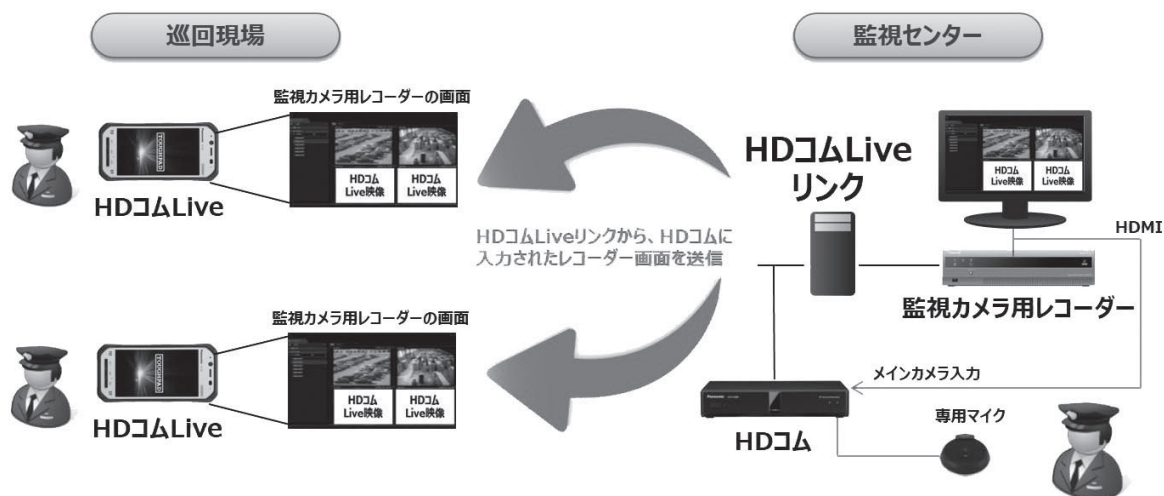 巡回現場
監視センター
監視カメラ用レコーダーの画面
TOUGHPAD
HDコム
Live映像
HDコム
Live映像
HDコムLive
HDコムLive
リンク
HDコム
Live映像
HDコム
Live映像
HDMI
HDコムLiveリンクから、HDコムに
入力されたレコーダー画面を送信
監視カメラ用レコーダー
監視カメラ用レコーダーの画面
TOUGHPAD
HDコム
Live映像
HDコム
Live映像
HDコムLive
メインカメラ入力
Panasonic
HDコム
専用マイク